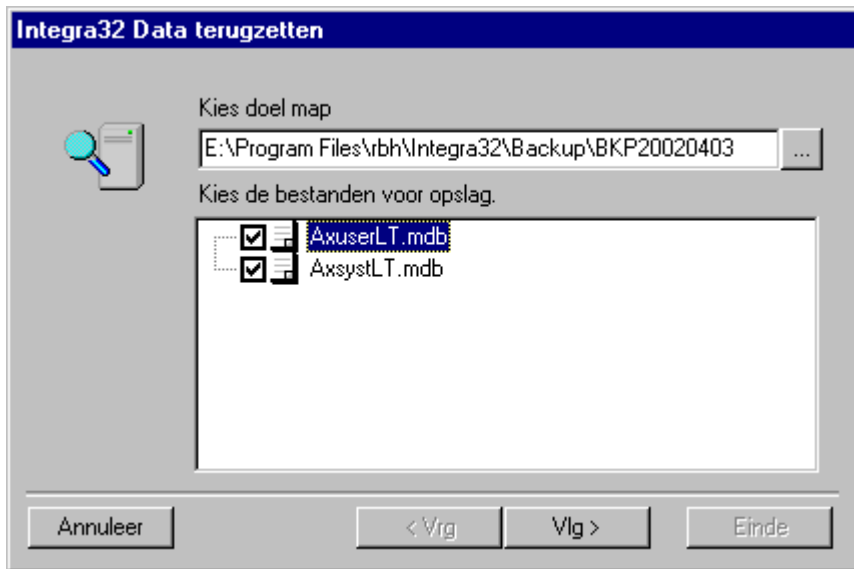 Integra32 Data terugzetten
Kies doel map
E:\Program Files\rbh\Integra32\Backup\BKP20020403
...
Kies de bestanden voor opslag.
AxuserLT.mdb
AxsystLT.mdb
Annuleer
< Vrg
Vlg >
Einde